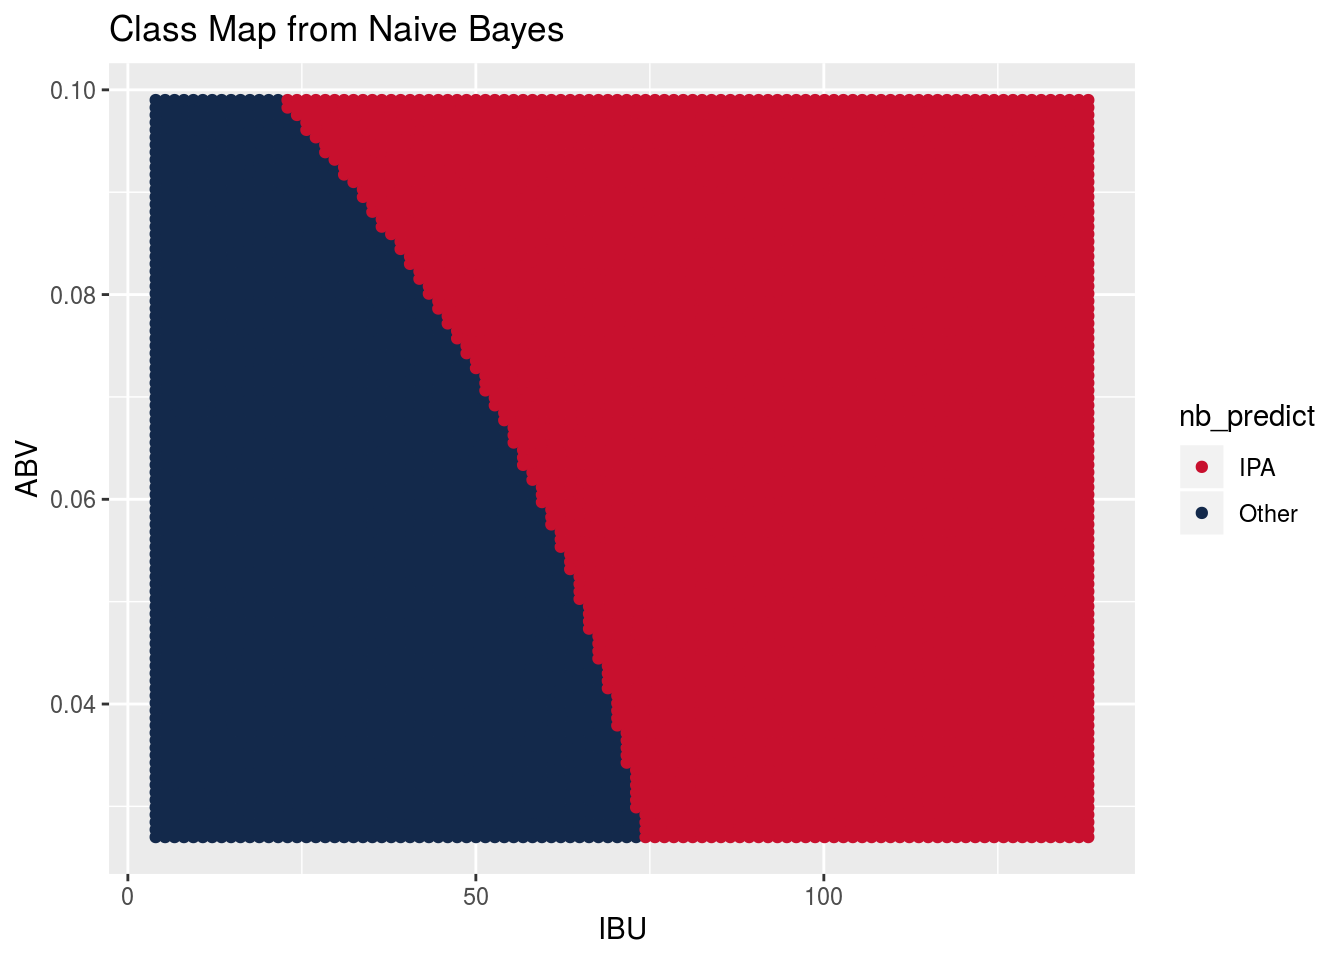 Class Map from Naive Bayes
0.10
0.08
0.06
0.04
ABV
0
50
100
IBU
nb_predict
IPA
Other